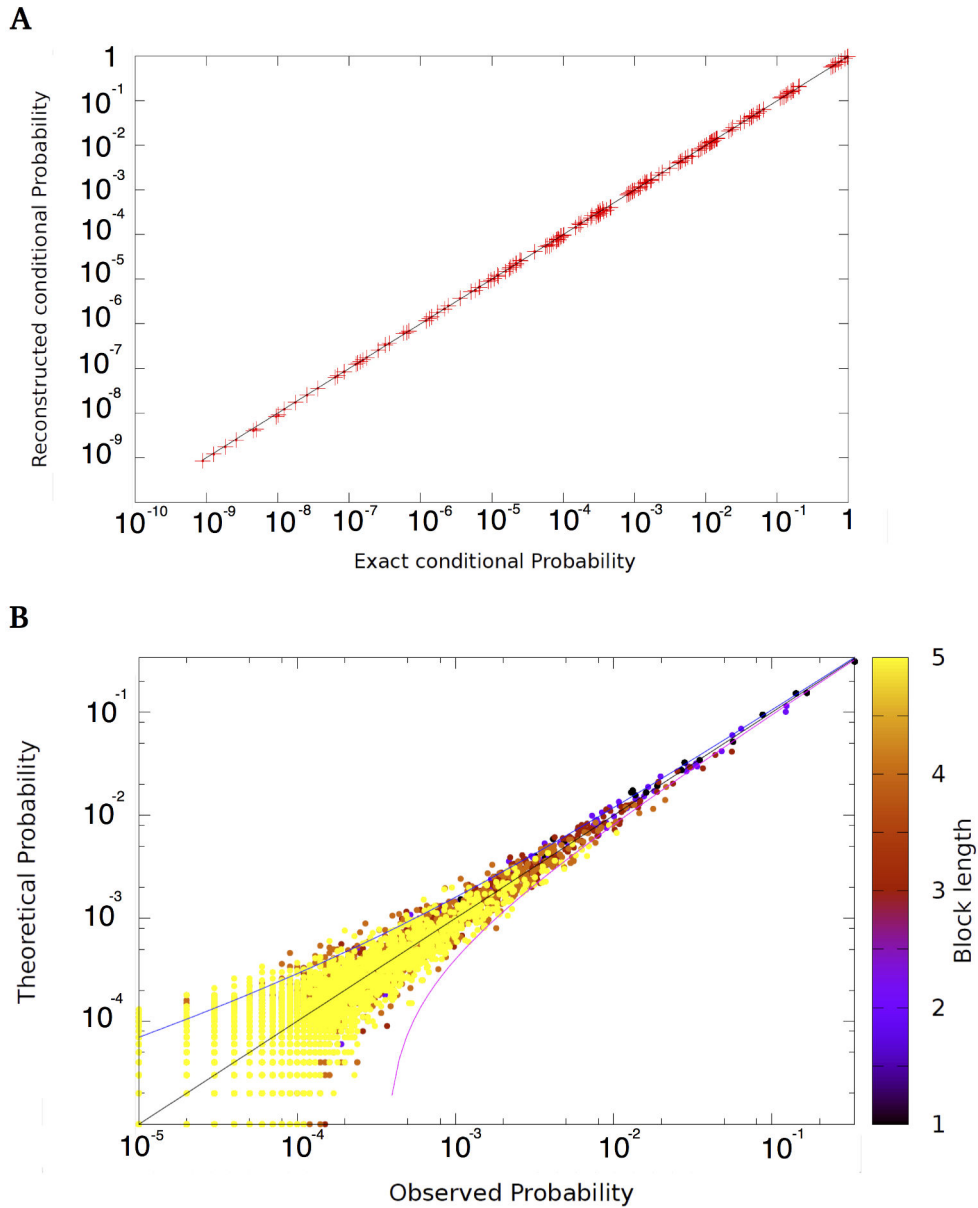 A
Reconstructed conditional Probability
1
10^-1
10^-2
10^-3
10^-4
10^-5
10^-6
10^-7
10^-8
10^-9
10^-10 10^-9 10^-8 10^-7 10^-6 10^-5 10^-4 10^-3 10^-2 10^-1 1
Exact conditional Probability
B
Theoretical Probability
10^-1
10^-2
10^-3
10^-4
10^-5 10^-4 10^-3 10^-2 10^-1
Observed Probability
5
4
3
2
1
Block length